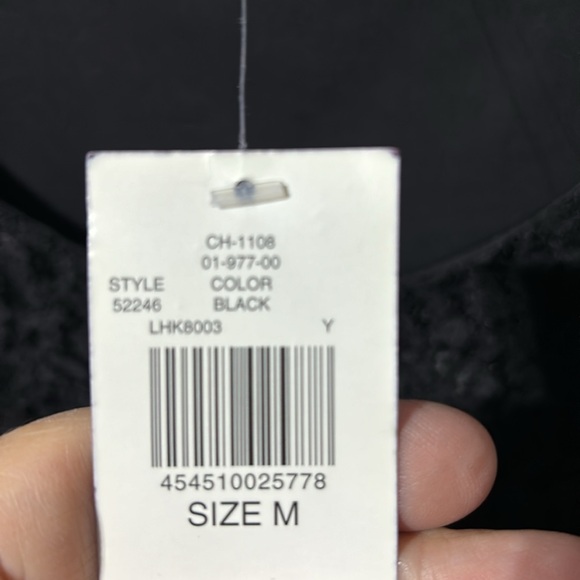 CH-1108
01-977-00
STYLE COLOR
52246 BLACK
LHK8003 Y
454510025778
SIZE M